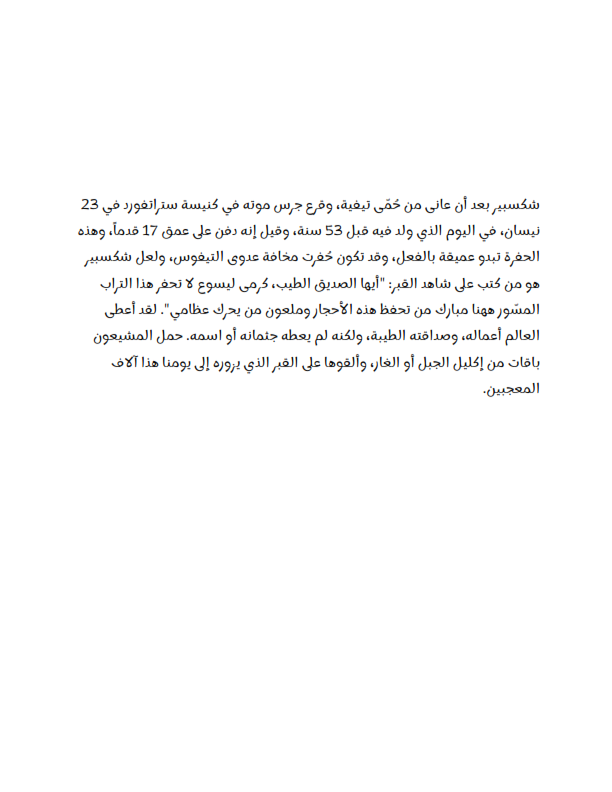 شكسبير بعد أن عانى من حُمّى تيفية، وقرع جرس موته في كنيسة ستراتفورد في 23
نيسان، في اليوم الذي ولد فيه قبل 53 سنة، وقيل إنه دفن على عمق 17 قدماً، وهذه
الحفرة تبدو عميقة بالفعل، وقد تكون حُفرت مخافة عدوى التيفوس، ولعل شكسبير
هو من كتب على شاهد القبر: "أيها الصديق الطيب، كرمى ليسوع لا تحفر هذا التراب
المسّور ههنا مبارك من تحفظ هذه الأحجار وملعون من يحرك عظامي". لقد أعطى
العالم أعماله، وصداقته الطيبة، ولكنه لم يعطه جثمانه أو اسمه. حمل المشيعون
باقات من إكليل الجبل أو الغار، وألقوها على القبر الذي يزوره إلى يومنا هذا آلاف
المعجبين.